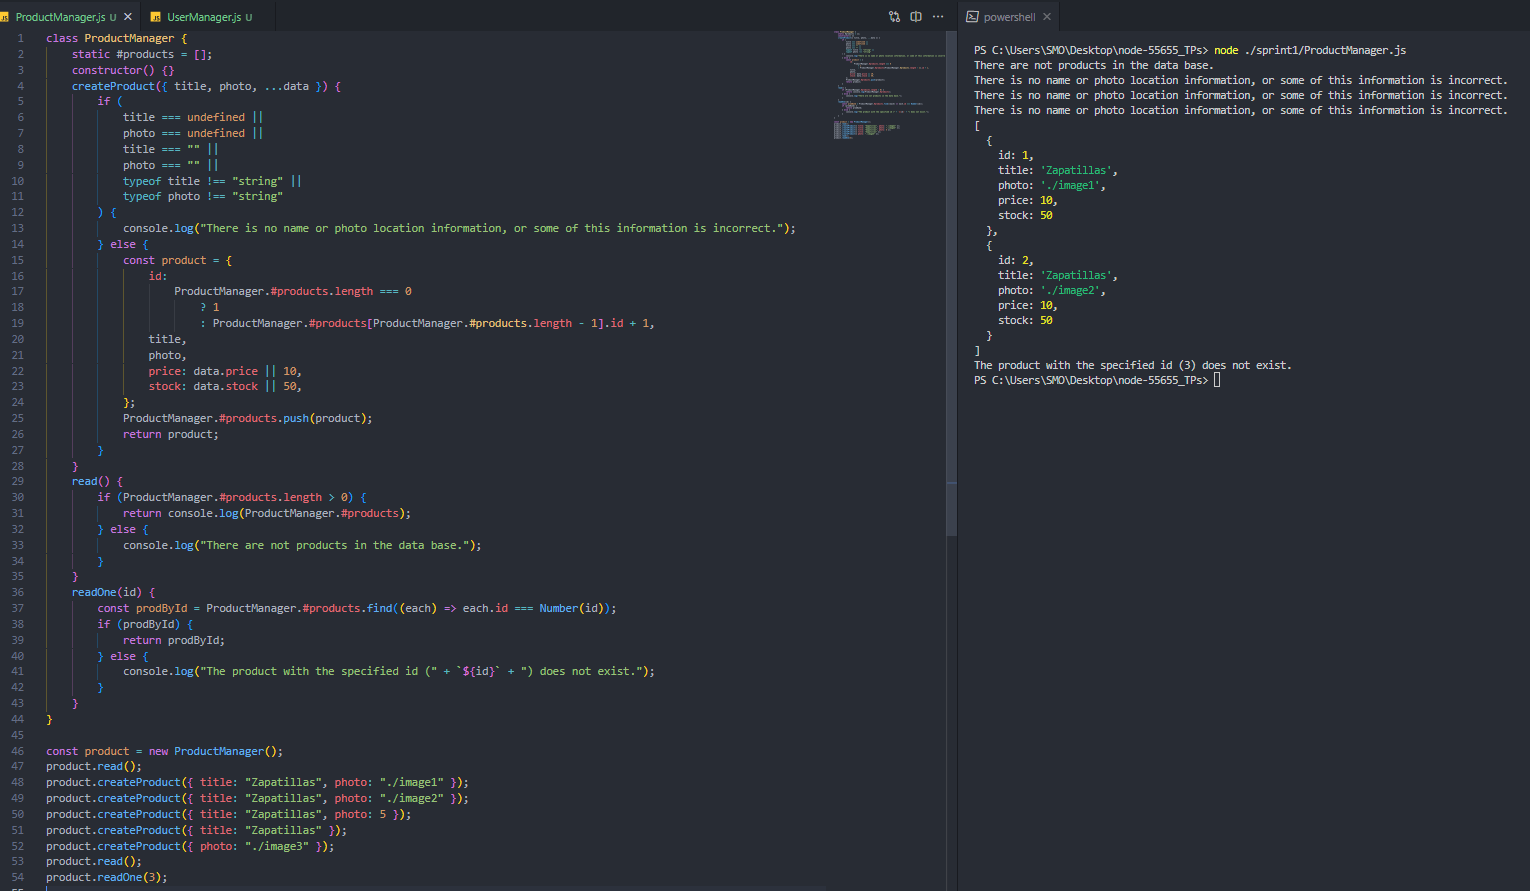 ProductManager.js U
UserManager.js U
powershell
1 class ProductManager {
2 static #products = [];
3 constructor() {}
4 createProduct({ title, photo, ...data }) {
5 if (
6 title === undefined ||
7 photo === undefined ||
8 title === "" ||
9 photo === "" ||
10 typeof title !== "string" ||
11 typeof photo !== "string"
12 ) {
13 console.log("There is no name or photo location information, or some of this information is incorrect.");
14 } else {
15 const product = {
16 id:
17 ProductManager.#products.length === 0
18 ? 1
19 : ProductManager.#products[ProductManager.#products.length - 1].id + 1,
20 title,
21 photo,
22 price: data.price || 10,
23 stock: data.stock || 50,
24 };
25 ProductManager.#products.push(product);
26 return product;
27 }
28 }
29 read() {
30 if (ProductManager.#products.length > 0) {
31 return console.log(ProductManager.#products);
32 } else {
33 console.log("There are not products in the data base.");
34 }
35 }
36 readOne(id) {
37 const prodById = ProductManager.#products.find((each) => each.id === Number(id));
38 if (prodById) {
39 return prodById;
40 } else {
41 console.log("The product with the specified id (" + `${id}` + ") does not exist.");
42 }
43 }
44 }
45
46 const product = new ProductManager();
47 product.read();
48 product.createProduct({ title: "Zapatillas", photo: "./image1" });
49 product.createProduct({ title: "Zapatillas", photo: "./image2" });
50 product.createProduct({ title: "Zapatillas", photo: 5 });
51 product.createProduct({ title: "Zapatillas" });
52 product.createProduct({ photo: "./image3" });
53 product.read();
54 product.readOne(3);
PS C:\Users\SMO\Desktop\node-55655_TPs> node ./sprint1/ProductManager.js
There are not products in the data base.
There is no name or photo location information, or some of this information is incorrect.
There is no name or photo location information, or some of this information is incorrect.
There is no name or photo location information, or some of this information is incorrect.
[
{
id: 1,
title: 'Zapatillas',
photo: './image1',
price: 10,
stock: 50
},
{
id: 2,
title: 'Zapatillas',
photo: './image2',
price: 10,
stock: 50
}
]
The product with the specified id (3) does not exist.
PS C:\Users\SMO\Desktop\node-55655_TPs>